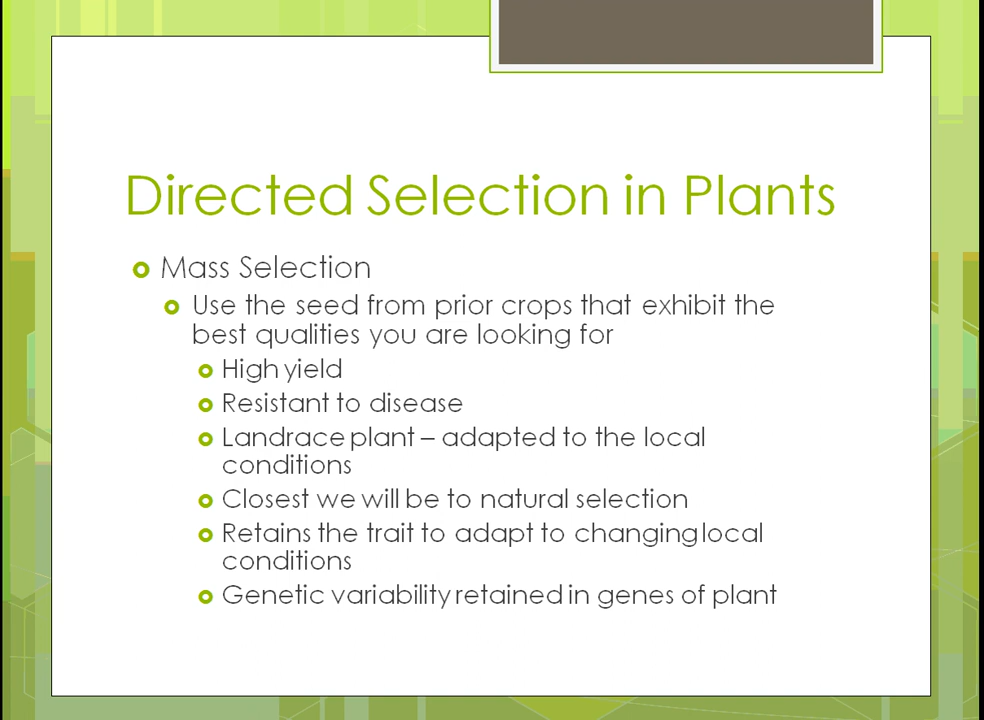 Directed Selection in Plants
Mass Selection
Use the seed from prior crops that exhibit the
best qualities you are looking for
High yield
Resistant to disease
Landrace plant – adapted to the local
conditions
Closest we will be to natural selection
Retains the trait to adapt to changing local
conditions
Genetic variability retained in genes of plant